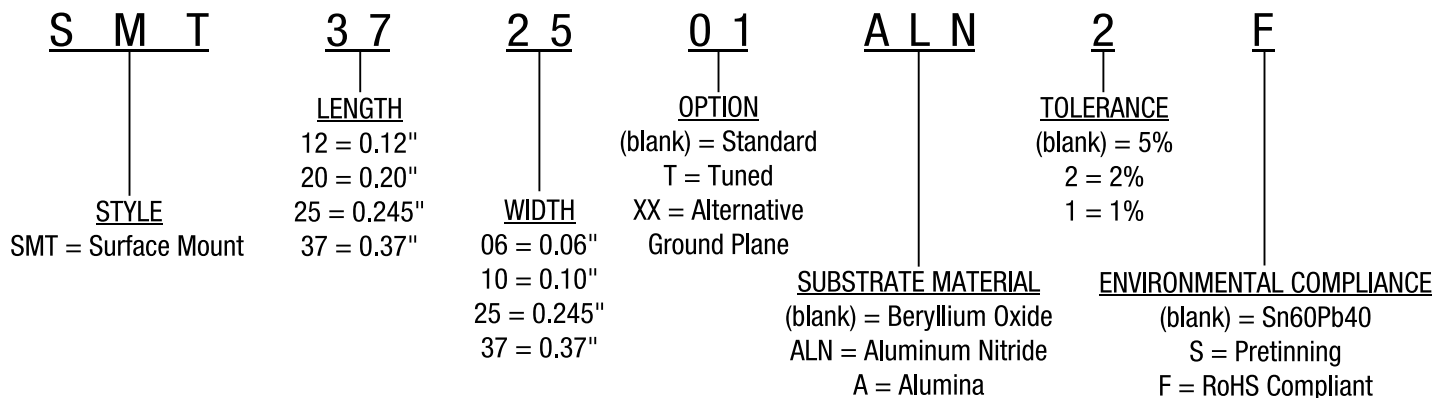 S M T 3 7 2 5 0 1 A L N 2 F
STYLE
SMT = Surface Mount
LENGTH
12 = 0.12"
20 = 0.20"
25 = 0.245"
37 = 0.37"
WIDTH
06 = 0.06"
10 = 0.10"
25 = 0.245"
37 = 0.37"
OPTION
(blank) = Standard
T = Tuned
XX = Alternative
Ground Plane
SUBSTRATE MATERIAL
(blank) = Beryllium Oxide
ALN = Aluminum Nitride
A = Alumina
TOLERANCE
(blank) = 5%
2 = 2%
1 = 1%
ENVIRONMENTAL COMPLIANCE
(blank) = Sn60Pb40
S = Pretinning
F = RoHS Compliant